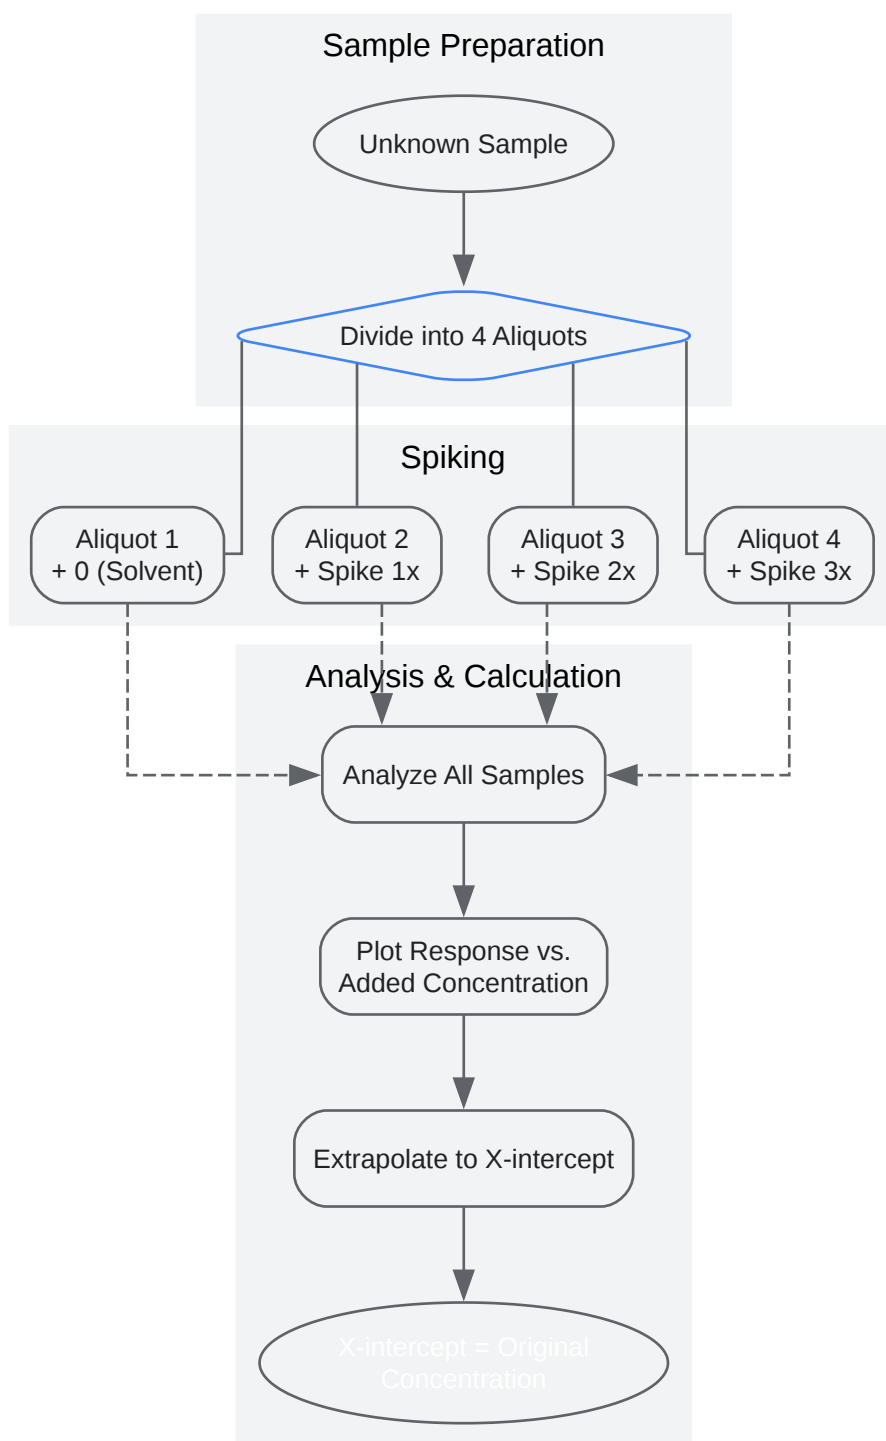 Sample Preparation
Unknown Sample
Divide into 4 Aliquots
Spiking
Aliquot 1
+ 0 (Solvent)
Aliquot 2
+ Spike 1x
Aliquot 3
+ Spike 2x
Aliquot 4
+ Spike 3x
Analysis & Calculation
Analyze All Samples
Plot Response vs.
Added Concentration
Extrapolate to X-intercept
X-intercept = Original
Concentration